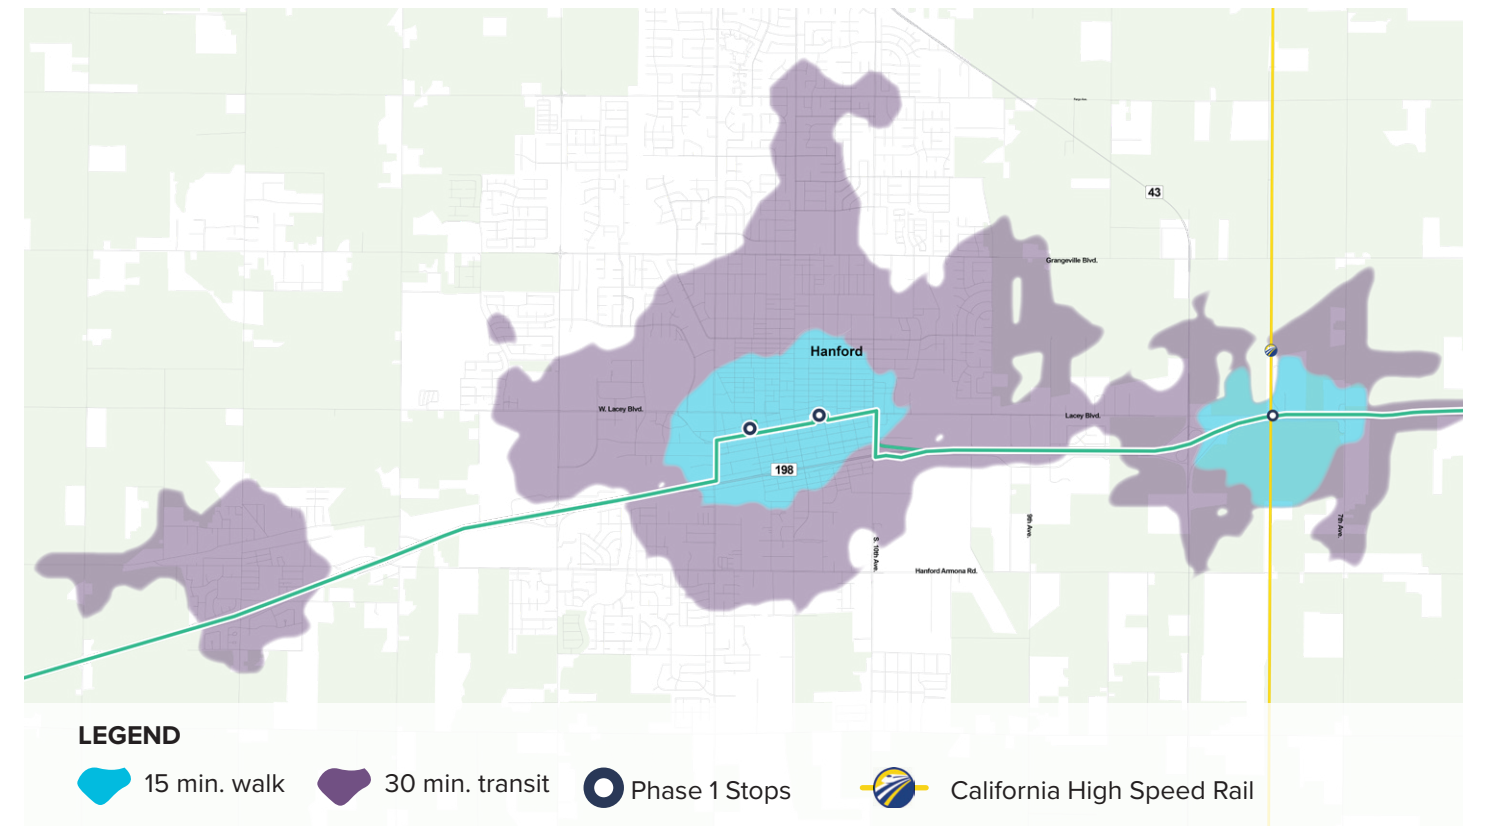 43
Grangeville Blvd.
Hanford
W. Lacey Blvd.
Lacey Blvd.
198
9th Ave.
7th Ave.
S. 10th Ave.
Hanford Armona Rd.
LEGEND
15 min. walk
30 min. transit
Phase 1 Stops
California High Speed Rail